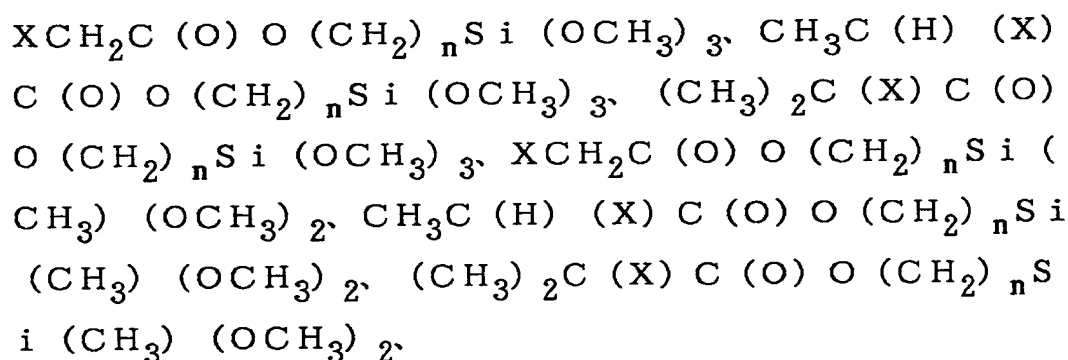 XCH₂C (O) O (CH₂) ₙSi (OCH₃) ₃、 CH₃C (H) (X)
C (O) O (CH₂) ₙSi (OCH₃) ₃、 (CH₃) ₂C (X) C (O)
O (CH₂) ₙSi (OCH₃) ₃、 XCH₂C (O) O (CH₂) ₙSi (
CH₃) (OCH₃) ₂、 CH₃C (H) (X) C (O) O (CH₂) ₙSi
(CH₃) (OCH₃) ₂、 (CH₃) ₂C (X) C (O) O (CH₂) ₙS
i (CH₃) (OCH₃) ₂、